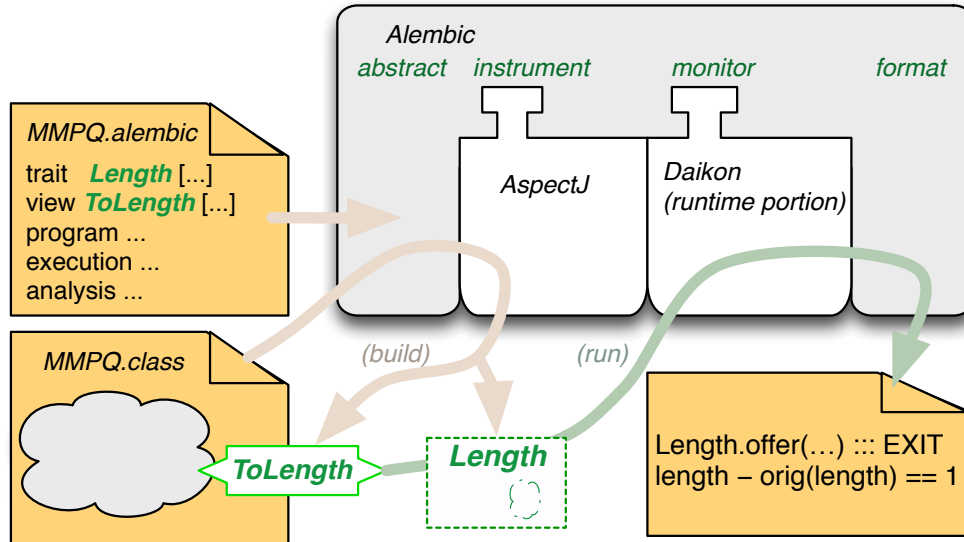 Alembic
abstract instrument monitor format
MMPQ.alembic
trait Length [...]
view ToLength [...]
program ...
execution ...
analysis ...
AspectJ
Daikon
(runtime portion)
MMPQ.class
(build)
(run)
ToLength
Length
Length.offer(…) ::: EXIT
length – orig(length) == 1